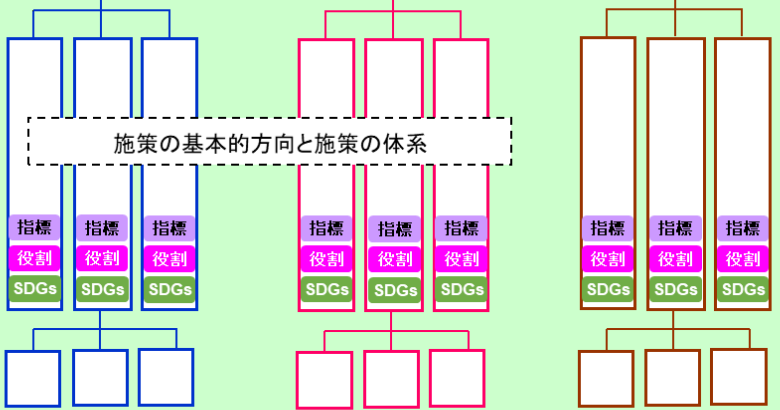 施策の基本的方向と施策の体系
指標 指標 指標 指標 指標 指標 指標 指標 指標
役割 役割 役割 役割 役割 役割 役割 役割 役割
SDGs SDGs SDGs SDGs SDGs SDGs SDGs SDGs SDGs